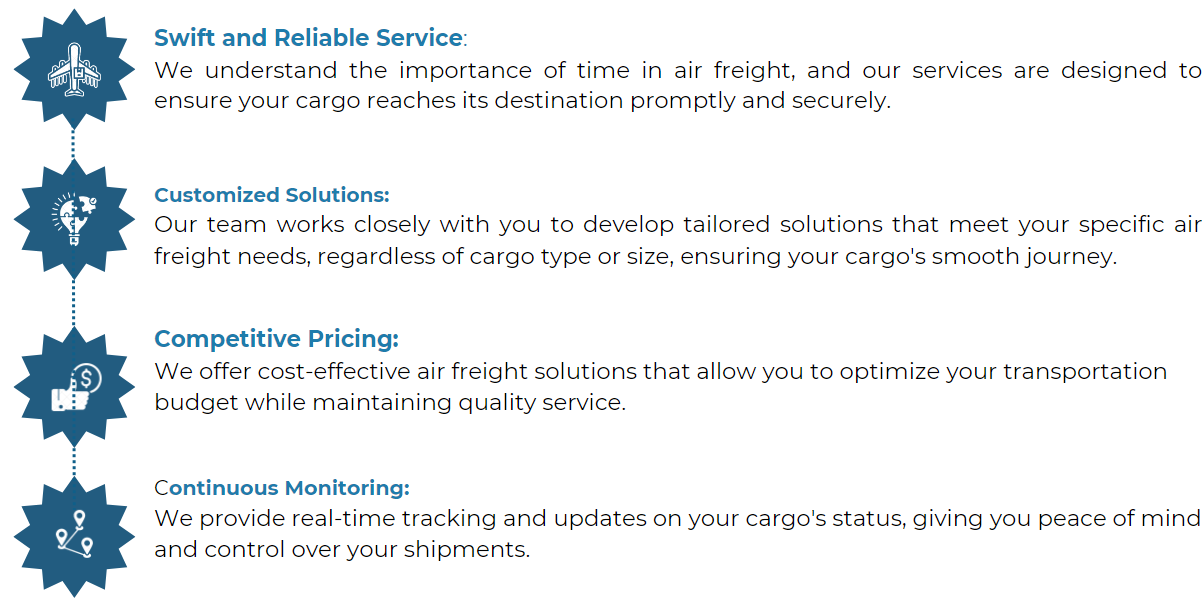 Swift and Reliable Service:
We understand the importance of time in air freight, and our services are designed to
ensure your cargo reaches its destination promptly and securely.
Customized Solutions:
Our team works closely with you to develop tailored solutions that meet your specific air
freight needs, regardless of cargo type or size, ensuring your cargo's smooth journey.
Competitive Pricing:
We offer cost-effective air freight solutions that allow you to optimize your transportation
budget while maintaining quality service.
Continuous Monitoring:
We provide real-time tracking and updates on your cargo's status, giving you peace of mind
and control over your shipments.